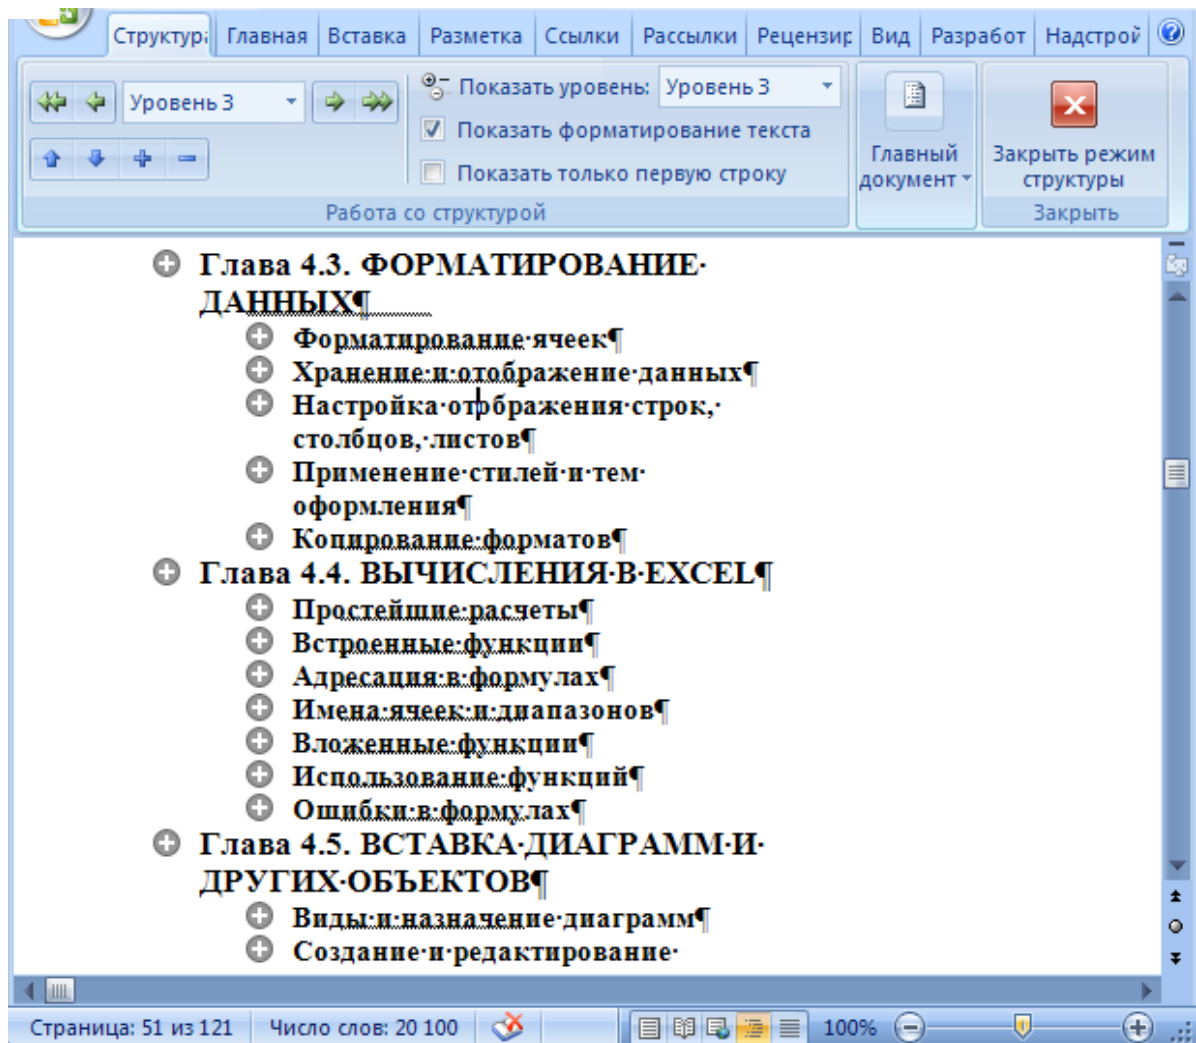 Структура Главная Вставка Разметка Ссылки Рассылки Рецензир Вид Разработ Надстрой
Уровень 3
Показать уровень: Уровень 3
Показать форматирование текста
Показать только первую строку
Работа со структурой
Главный
документ
Закрыть режим
структуры
Закрыть
Глава 4.3. ФОРМАТИРОВАНИЕ·
ДАННЫХ¶
Форматирование·ячеек¶
Хранение·и·отображение·данных¶
Настройка·отображения·строк,·
столбцов,·листов¶
Применение·стилей·и·тем·
оформления¶
Копирование·форматов¶
Глава 4.4. ВЫЧИСЛЕНИЯ·В·EXCEL¶
Простейшие·расчеты¶
Встроенные·функции¶
Адресация·в·формулах¶
Имена·ячеек·и·диапазонов¶
Вложенные·функции¶
Использование·функций¶
Ошибки·в·формулах¶
Глава 4.5. ВСТАВКА·ДИАГРАММ·И·
ДРУГИХ·ОБЪЕКТОВ¶
Виды·и·назначение·диаграмм¶
Создание·и·редактирование·
Страница: 51 из 121 Число слов: 20 100 100%